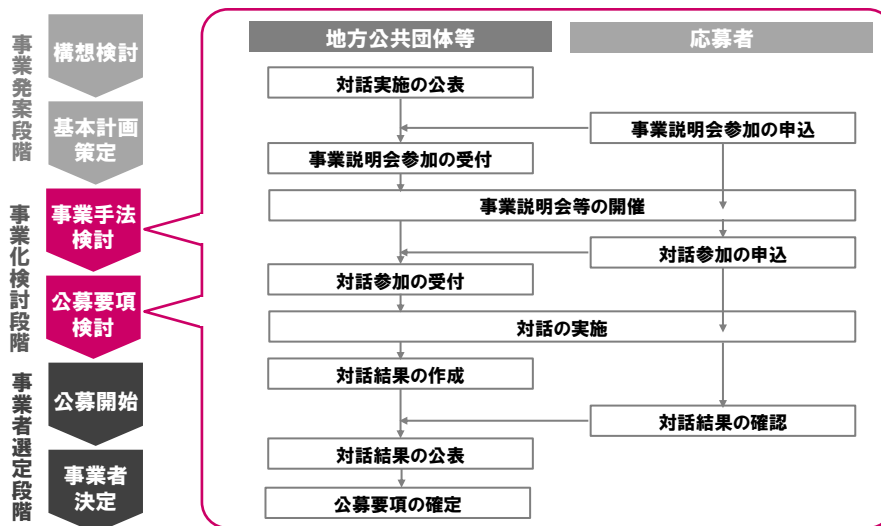 事業発案段階
構想検討
基本計画
策定
事業化検討段階
事業手法
検討
公募要項
検討
事業者選定段階
公募開始
事業者
決定
地方公共団体等
応募者
対話実施の公表
事業説明会参加の申込
事業説明会参加の受付
事業説明会等の開催
対話参加の申込
対話参加の受付
対話の実施
対話結果の作成
対話結果の確認
対話結果の公表
公募要項の確定